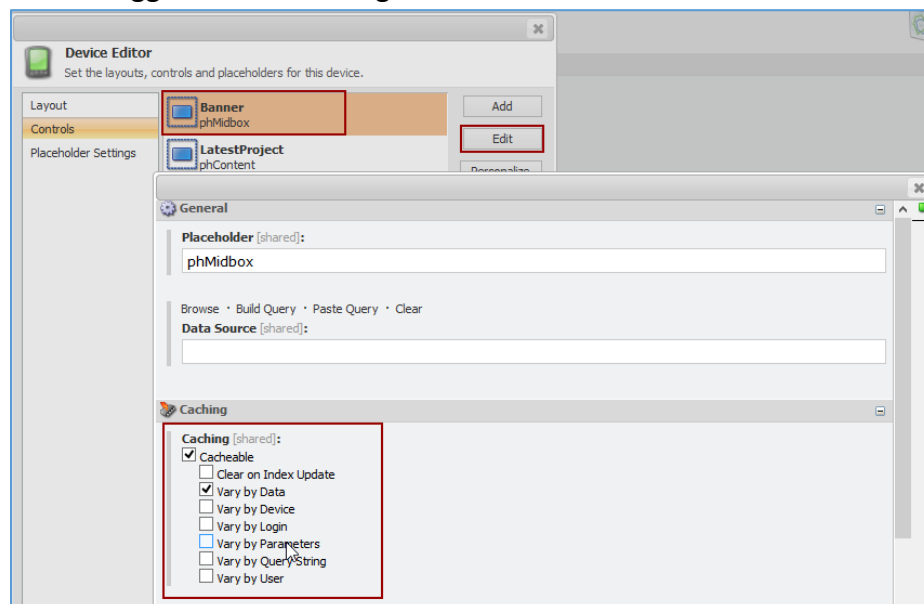 Device Editor
Set the layouts, controls and placeholders for this device.
Layout
Controls
Placeholder Settings
Banner
phMidbox
LatestProject
phContent
Add
Edit
Personalize
General
Placeholder [shared]:
phMidbox
Browse · Build Query · Paste Query · Clear
Data Source [shared]:
Caching
Caching [shared]:
Cacheable
Clear on Index Update
Vary by Data
Vary by Device
Vary by Login
Vary by Parameters
Vary by Query String
Vary by User